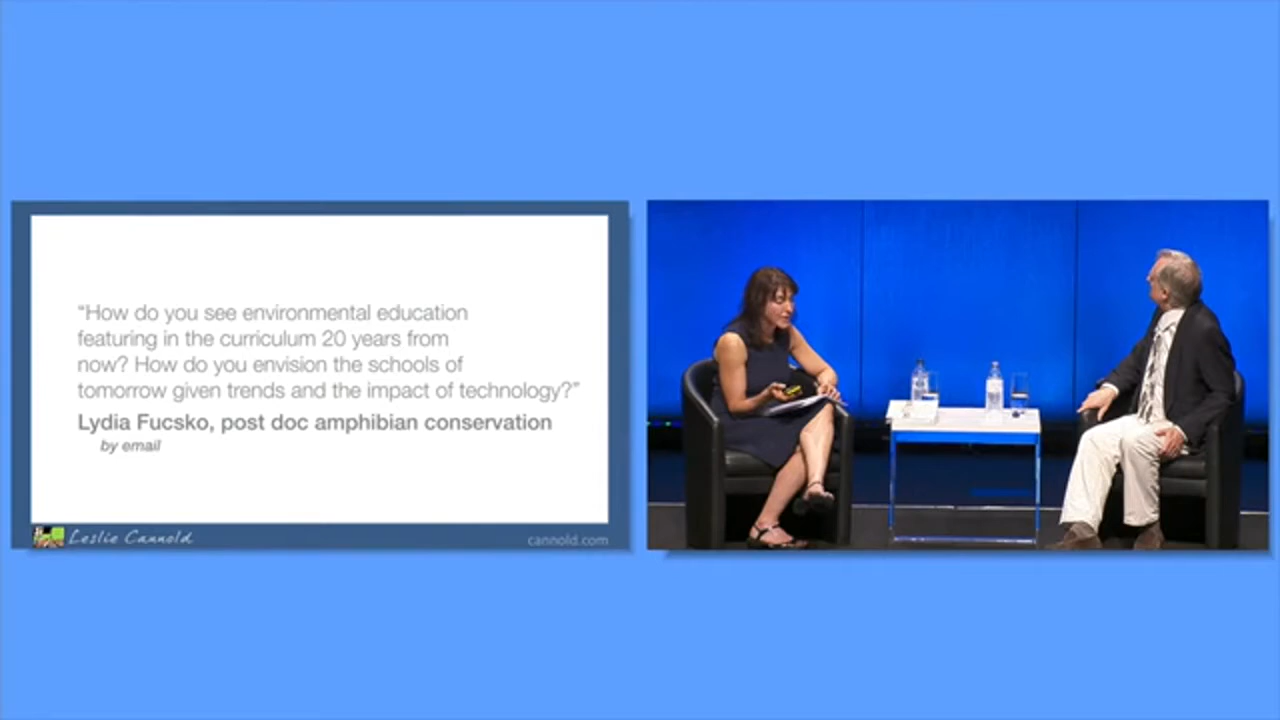 “How do you see environmental education
featuring in the curriculum 20 years from
now? How do you envision the schools of
tomorrow given trends and the impact of technology?”
Lydia Fucsko, post doc amphibian conservation
by email
Leslie Cannold
cannold.com